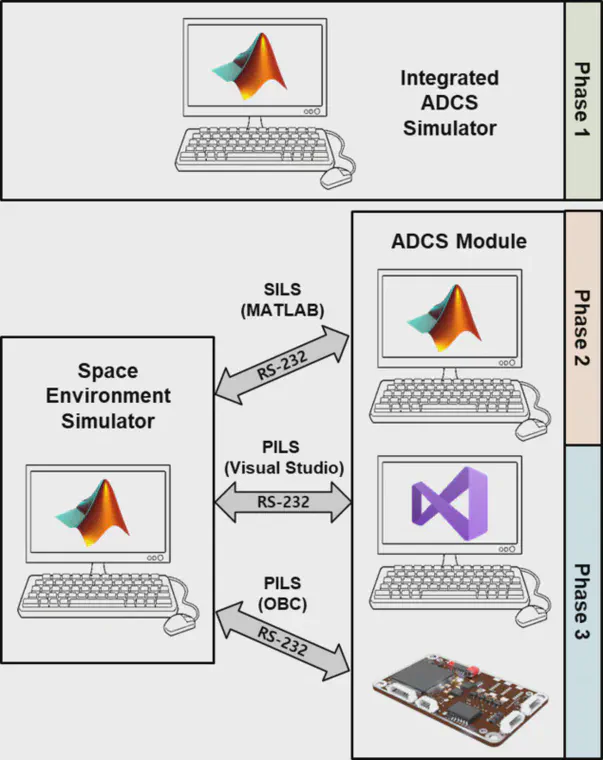 Integrated
ADCS
Simulator
Phase 1
ADCS Module
Phase 2
SILS
(MATLAB)
RS-232
Space
Environment
Simulator
PILS
(Visual Studio)
RS-232
Phase 3
PILS
(OBC)
RS-232